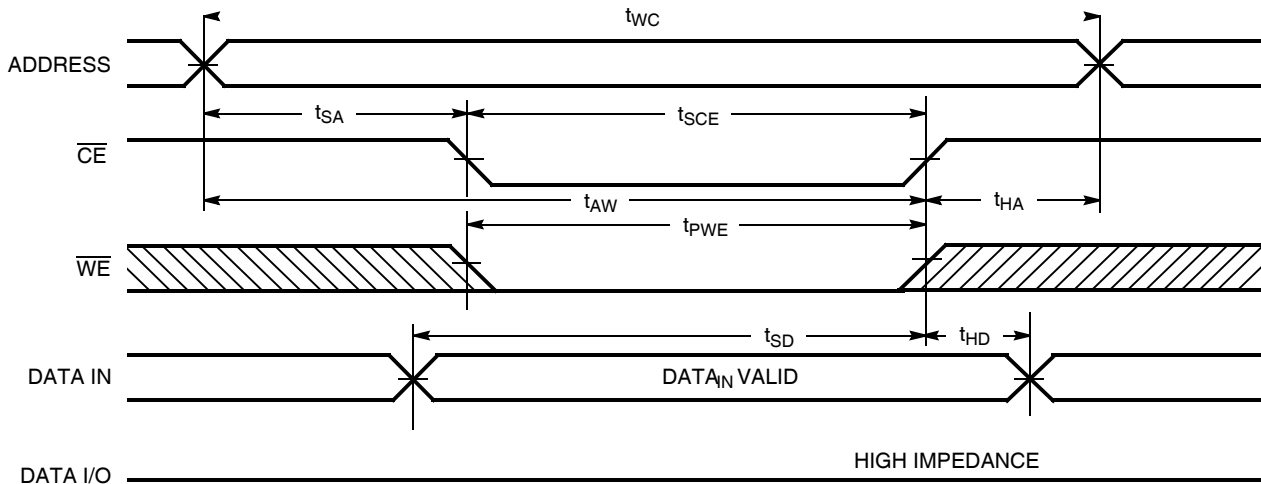 tWC
ADDRESS
tSA tSCE
CE
tAW tHA
tPWE
WE
tSD tHD
DATA IN DATAIN VALID
HIGH IMPEDANCE
DATA I/O